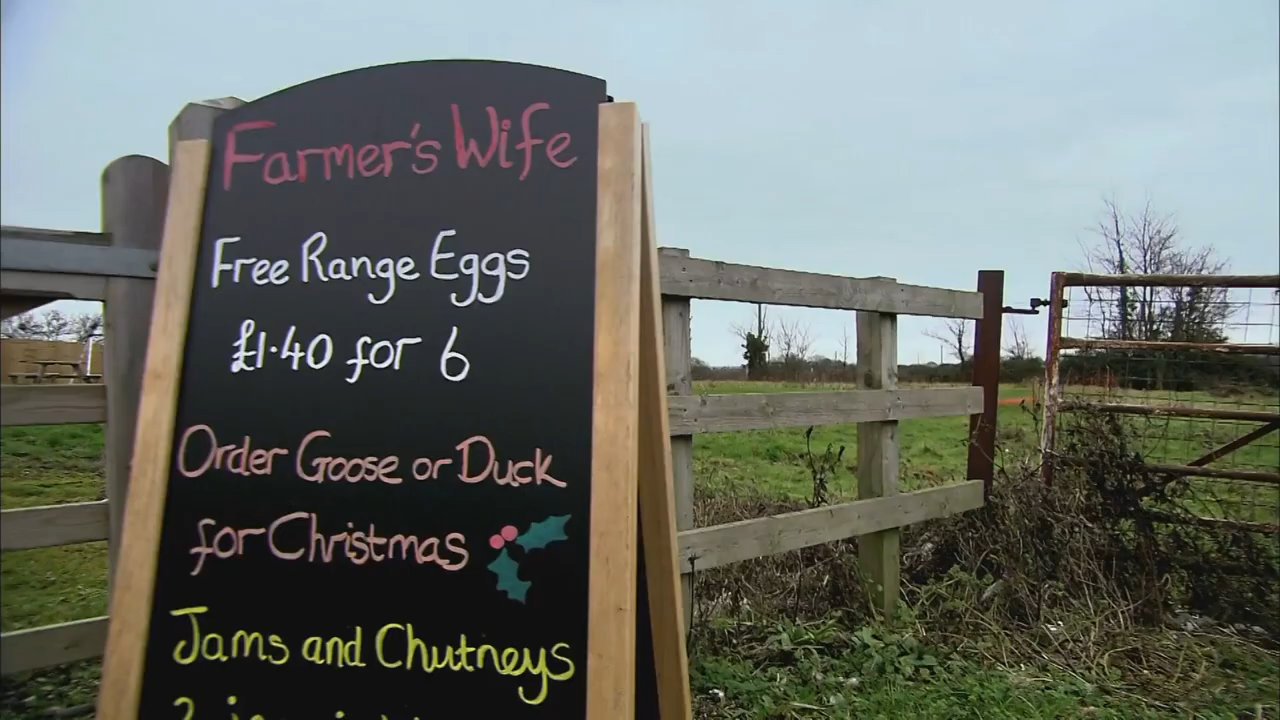 Farmer's Wife
Free Range Eggs
£1.40 for 6
Order Goose or Duck
for Christmas
Jams and Chutneys